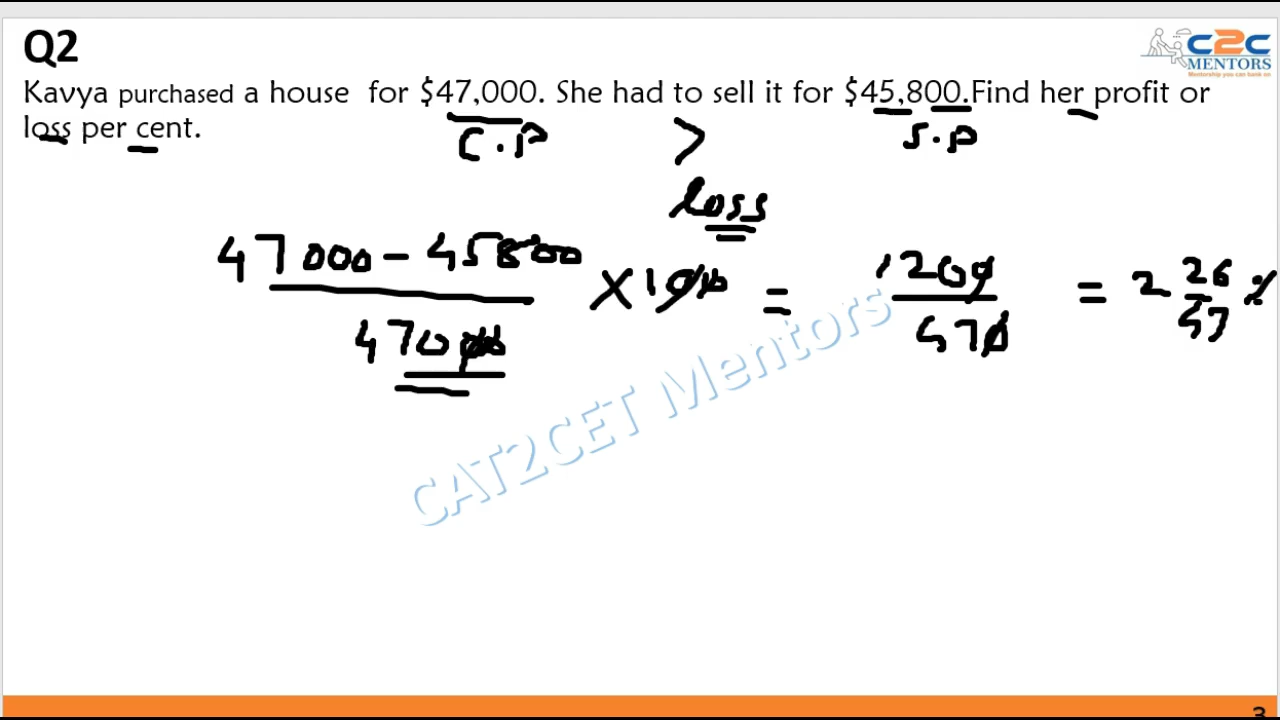 Q2
c2c
MENTORS
Mentorship you can bank on
Kavya purchased a house for $47,000. She had to sell it for $45,800.Find her profit or
loss per cent.
C.P > S.P
loss
47000 - 45800
47000
X 100 = 1200
470
= 2 26
47 %
CAT2CET Mentors
3